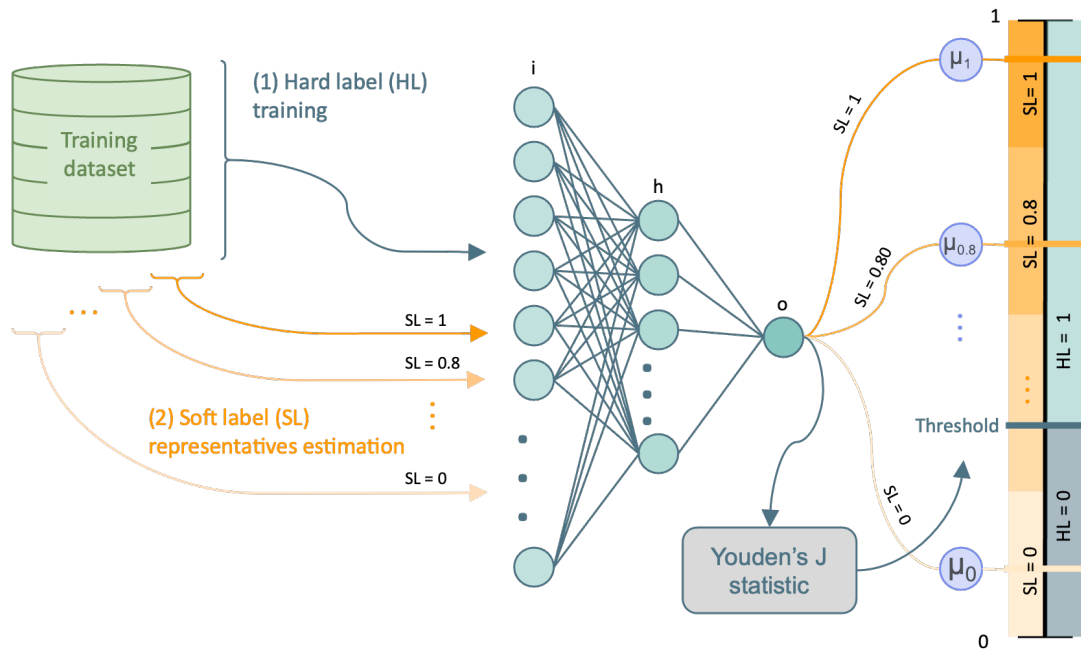 Training
dataset
(1) Hard label (HL)
training
SL = 1
SL = 0.8
(2) Soft label (SL)
representatives estimation
SL = 0
i
h
o
SL = 1
SL = 0.80
SL = 0
Youden's J
statistic
μ1
μ0.8
μ0
Threshold
1
0
SL = 1
SL = 0.8
SL = 0
HL = 1
HL = 0